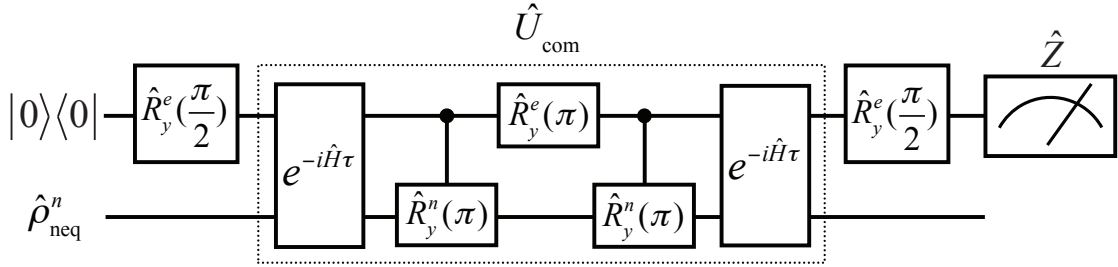 Û_com
Ẑ
|0⟩⟨0| R̂_y^e(π/2) e^{-iĤτ} R̂_y^e(π) e^{-iĤτ} R̂_y^e(π/2)
ρ̂_neq^n R̂_y^n(π) R̂_y^n(π)